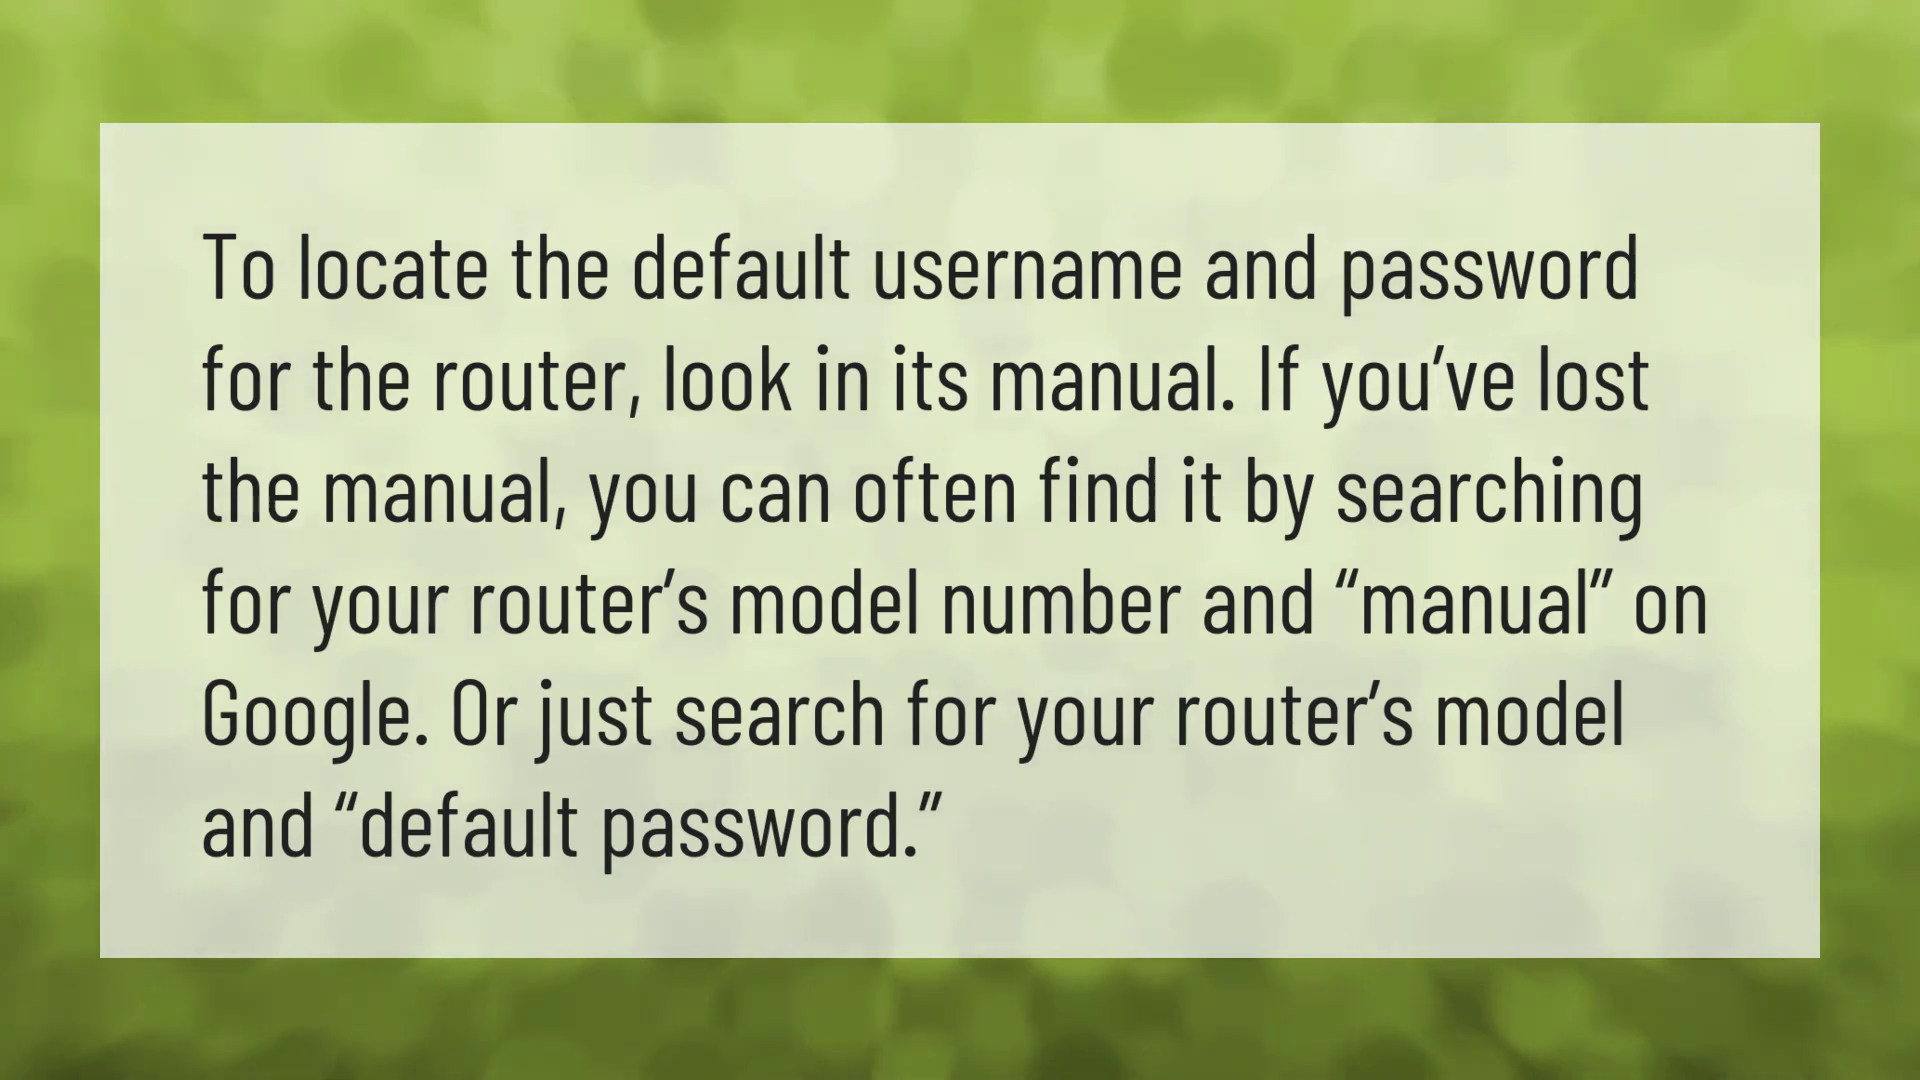 To locate the default username and password
for the router, look in its manual. If you’ve lost
the manual, you can often find it by searching
for your router’s model number and “manual” on
Google. Or just search for your router’s model
and “default password.”